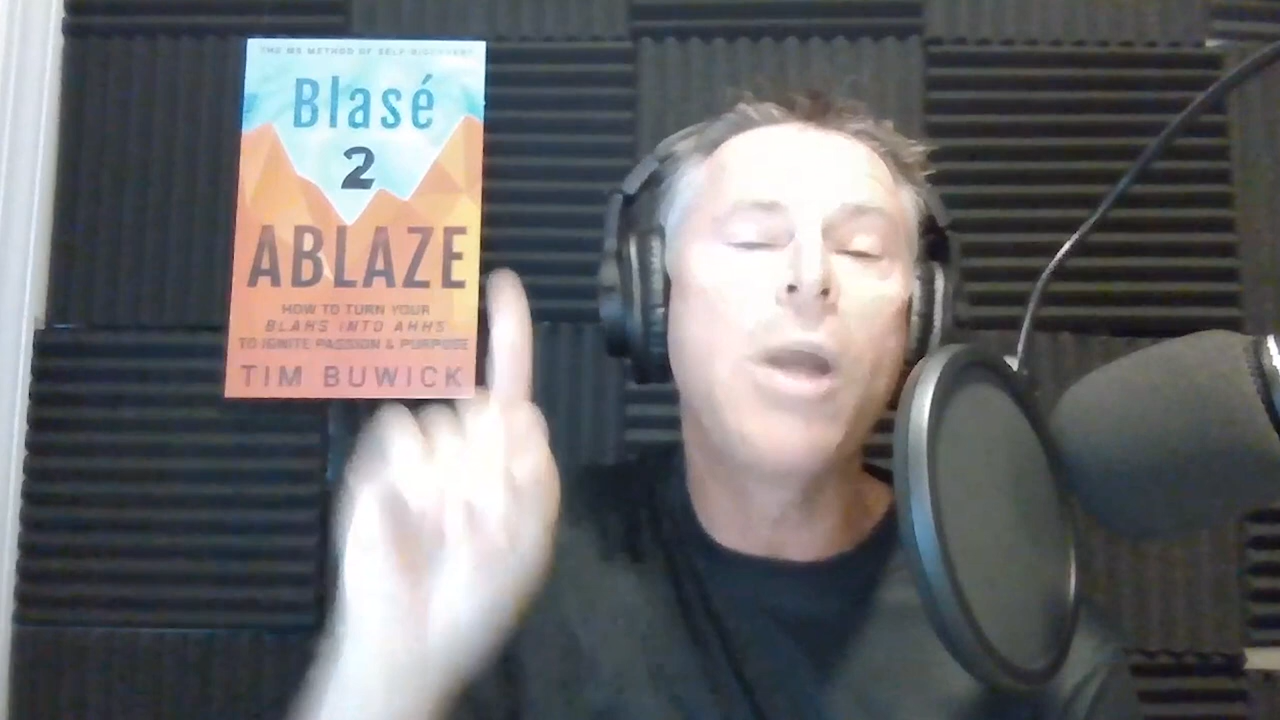 THE M3 METHOD OF SELF-DISCOVERY
Blasé
2
ABLAZE
HOW TO TURN YOUR
BLAHS INTO AHHS
TO IGNITE PASSION & PURPOSE
TIM BUWICK